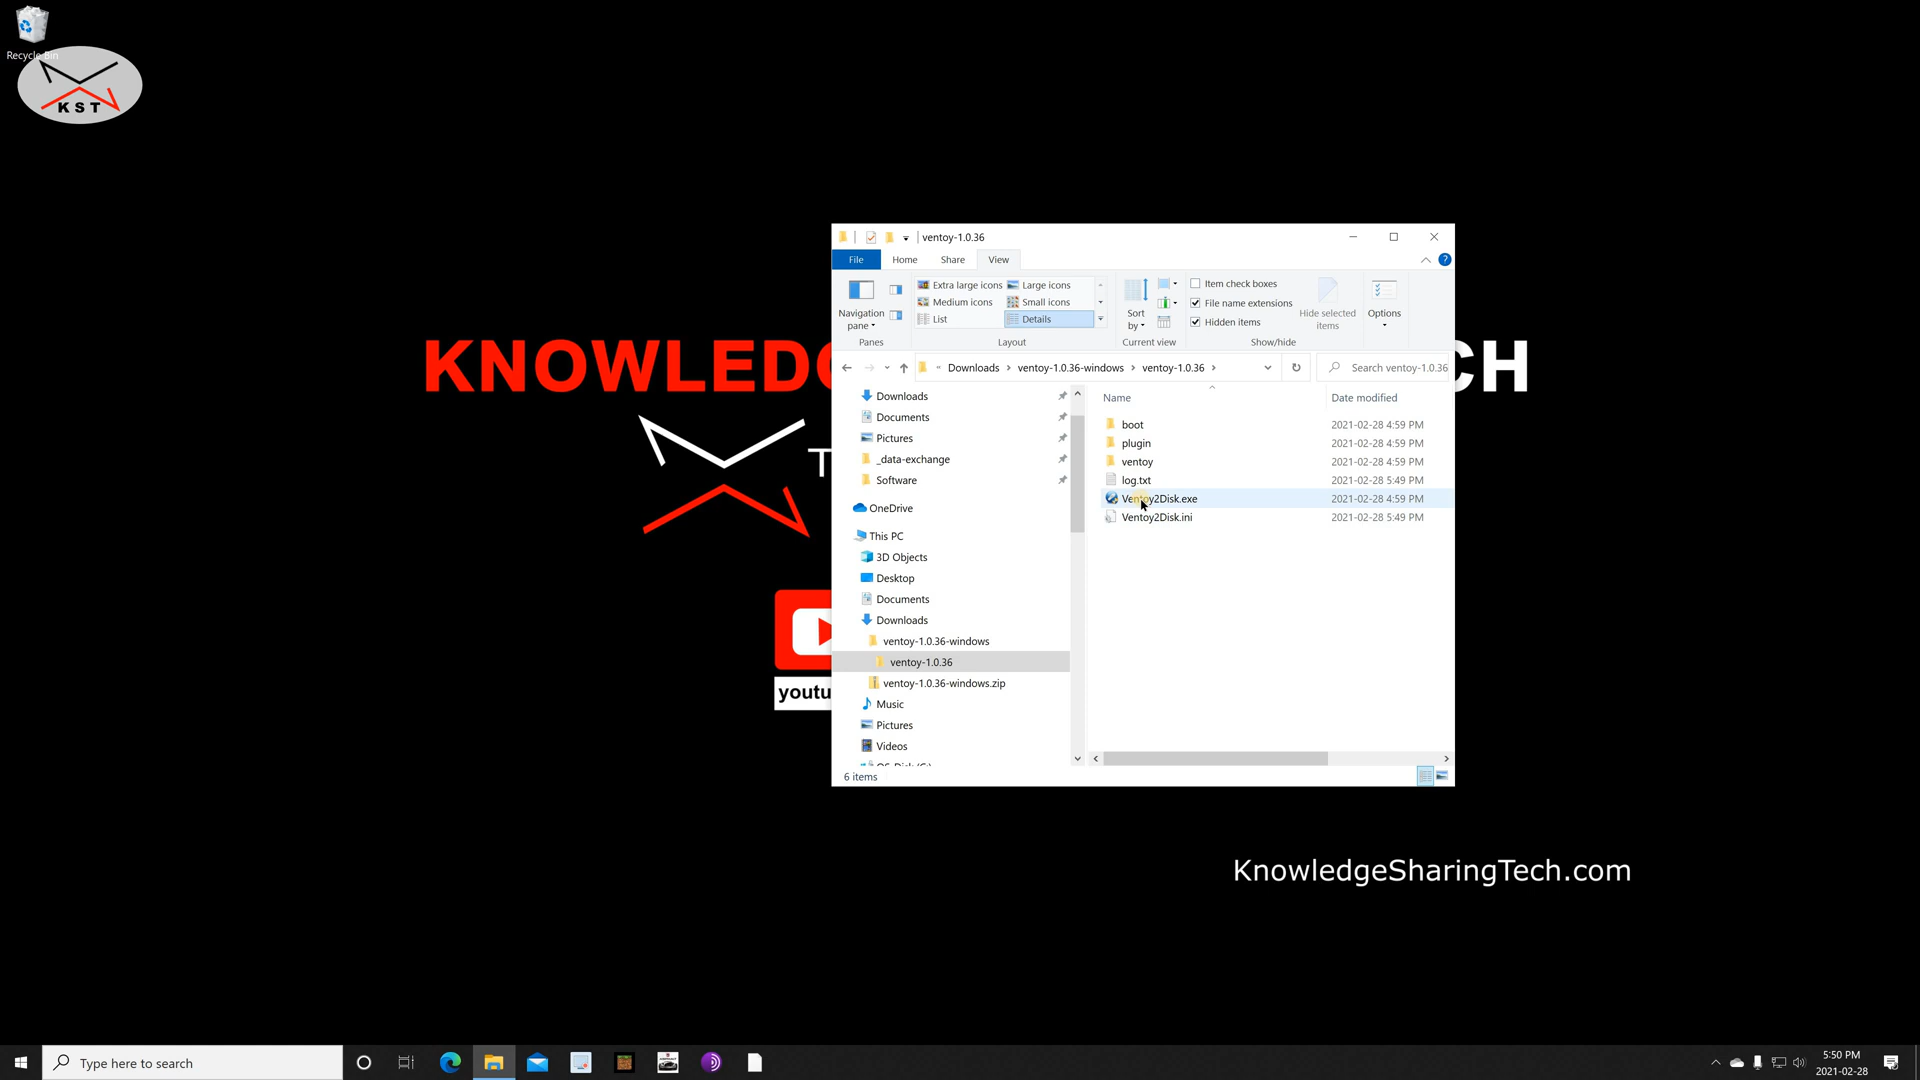 Recycle Bin
KST
KNOWLEDG
CH
T
youtu
KnowledgeSharingTech.com
ventoy-1.0.36
File
Home
Share
View
Navigation
pane
Panes
Extra large icons
Large icons
Medium icons
Small icons
List
Details
Layout
Sort
by
Current view
Item check boxes
File name extensions
Hidden items
Hide selected
items
Show/hide
Options
Downloads
ventoy-1.0.36-windows
ventoy-1.0.36
Search ventoy-1.0.36
Downloads
Documents
Pictures
_data-exchange
Software
OneDrive
This PC
3D Objects
Desktop
Documents
Downloads
ventoy-1.0.36-windows
ventoy-1.0.36
ventoy-1.0.36-windows.zip
Music
Pictures
Videos
Name Date modified
boot 2021-02-28 4:59 PM
plugin 2021-02-28 4:59 PM
ventoy 2021-02-28 4:59 PM
log.txt 2021-02-28 5:49 PM
Ventoy2Disk.exe 2021-02-28 4:59 PM
Ventoy2Disk.ini 2021-02-28 5:49 PM
6 items
Type here to search
5:50 PM
2021-02-28